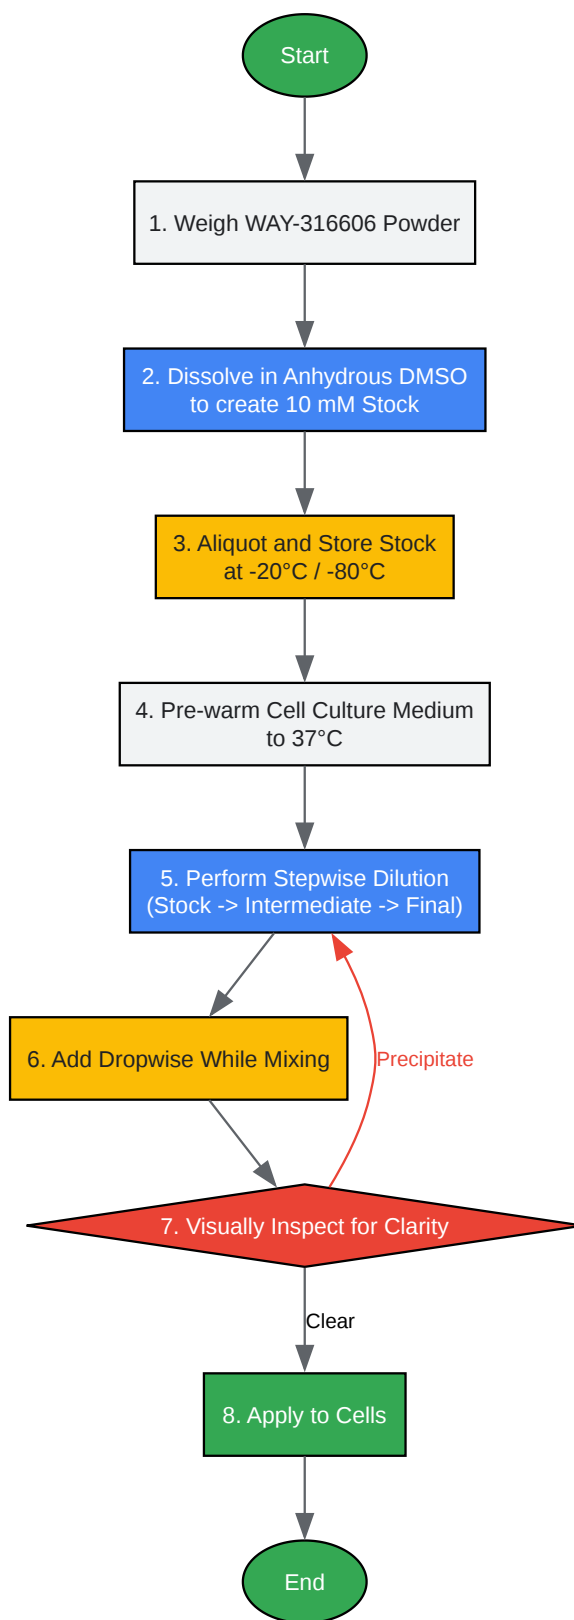 Start
1. Weigh WAY-316606 Powder
2. Dissolve in Anhydrous DMSO
to create 10 mM Stock
3. Aliquot and Store Stock
at -20°C / -80°C
4. Pre-warm Cell Culture Medium
to 37°C
5. Perform Stepwise Dilution
(Stock -> Intermediate -> Final)
6. Add Dropwise While Mixing
Precipitate
7. Visually Inspect for Clarity
Clear
8. Apply to Cells
End